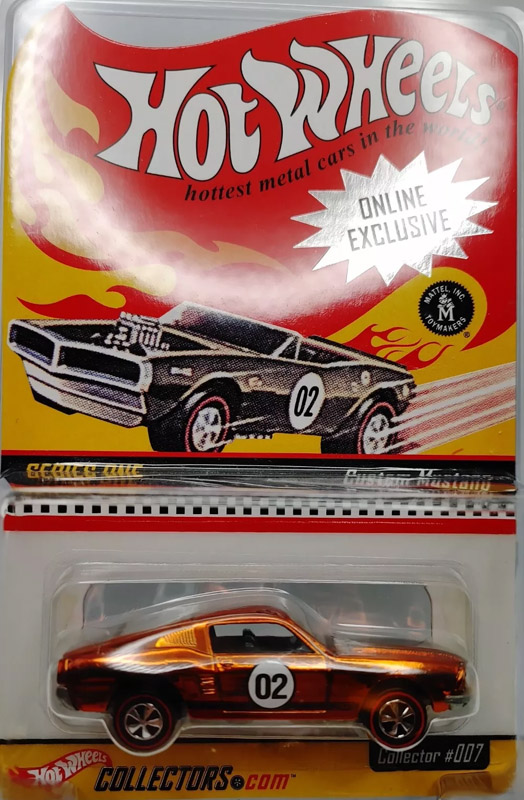 HOT WHEELS
hottest metal cars in the world!
ONLINE
EXCLUSIVE
MATTEL, INC.
M
TOYMAKERS
®
02
SERIES ONE
Custom Mustang
02
HOT WHEELS
COLLECTORS.COM™
Collector #007